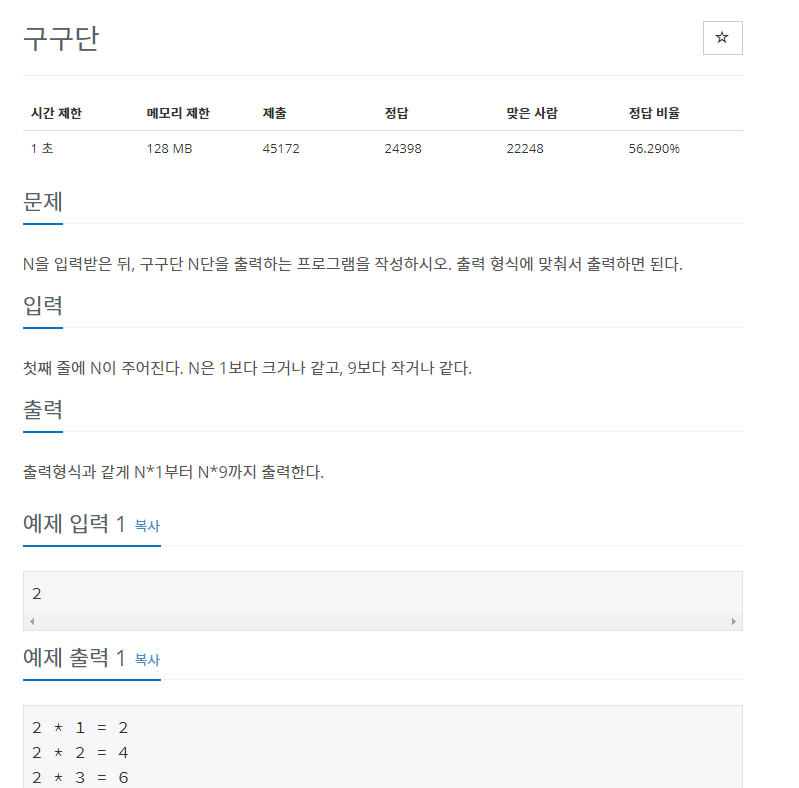 구구단
☆
시간 제한 메모리 제한 제출 정답 맞은 사람 정답 비율
1 초 128 MB 45172 24398 22248 56.290%
문제
N을 입력받은 뒤, 구구단 N단을 출력하는 프로그램을 작성하시오. 출력 형식에 맞춰서 출력하면 된다.
입력
첫째 줄에 N이 주어진다. N은 1보다 크거나 같고, 9보다 작거나 같다.
출력
출력형식과 같게 N*1부터 N*9까지 출력한다.
예제 입력 1 복사
2
예제 출력 1 복사
2 * 1 = 2
2 * 2 = 4
2 * 3 = 6